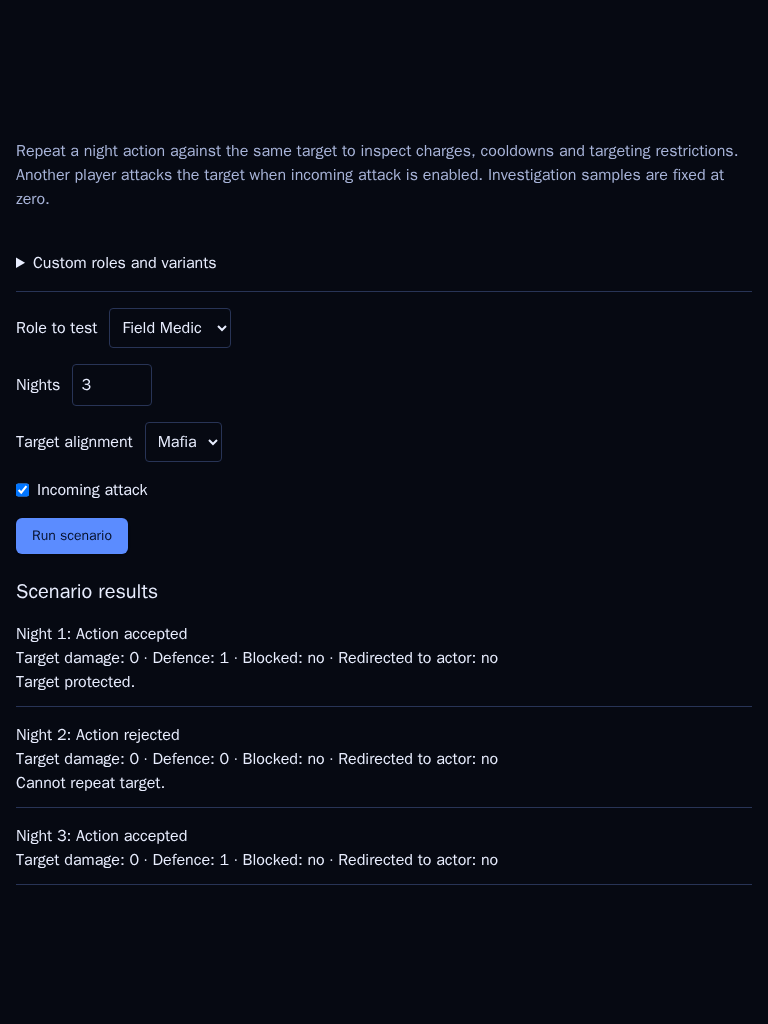 Repeat a night action against the same target to inspect charges, cooldowns and targeting restrictions.
Another player attacks the target when incoming attack is enabled. Investigation samples are fixed at
zero.
Custom roles and variants
Role to test Field Medic
Nights 3
Target alignment Mafia
Incoming attack
Run scenario
Scenario results
Night 1: Action accepted
Target damage: 0 · Defence: 1 · Blocked: no · Redirected to actor: no
Target protected.
Night 2: Action rejected
Target damage: 0 · Defence: 0 · Blocked: no · Redirected to actor: no
Cannot repeat target.
Night 3: Action accepted
Target damage: 0 · Defence: 1 · Blocked: no · Redirected to actor: no